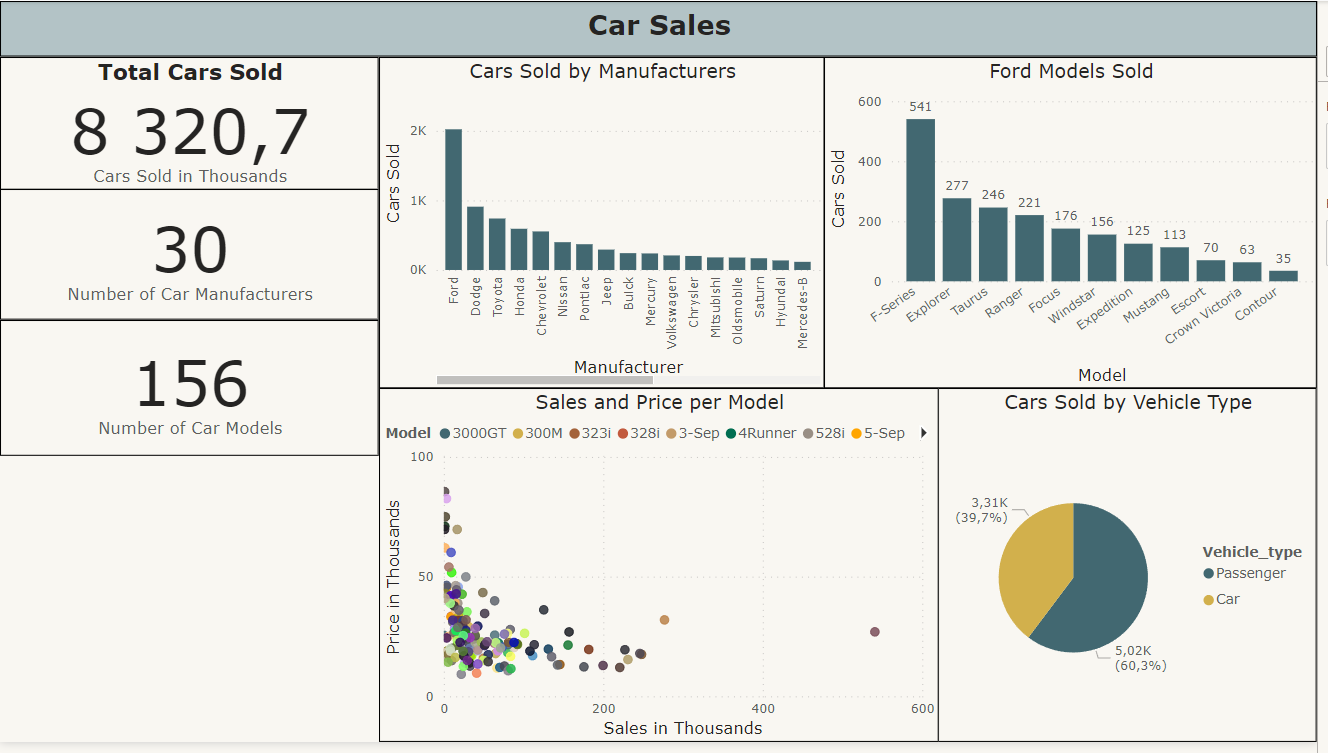 Car Sales
Total Cars Sold
8 320,7
Cars Sold in Thousands
30
Number of Car Manufacturers
156
Number of Car Models
Cars Sold by Manufacturers
Cars Sold
2K
1K
0K
Ford
Dodge
Toyota
Honda
Chevrolet
Nissan
Pontiac
Jeep
Buick
Mercury
Volkswagen
Chrysler
Mitsubishi
Oldsmobile
Saturn
Hyundai
Mercedes-B
Manufacturer
Ford Models Sold
Cars Sold
600
400
200
0
541
277
246
221
176
156
125
113
70
63
35
F-Series
Explorer
Taurus
Ranger
Focus
Windstar
Expedition
Mustang
Escort
Crown Victoria
Contour
Model
Sales and Price per Model
Model 3000GT 300M 323i 328i 3-Sep 4Runner 528i 5-Sep
Price in Thousands
100
50
0
0 200 400 600
Sales in Thousands
Cars Sold by Vehicle Type
3,31K
(39,7%)
5,02K
(60,3%)
Vehicle_type
Passenger
Car